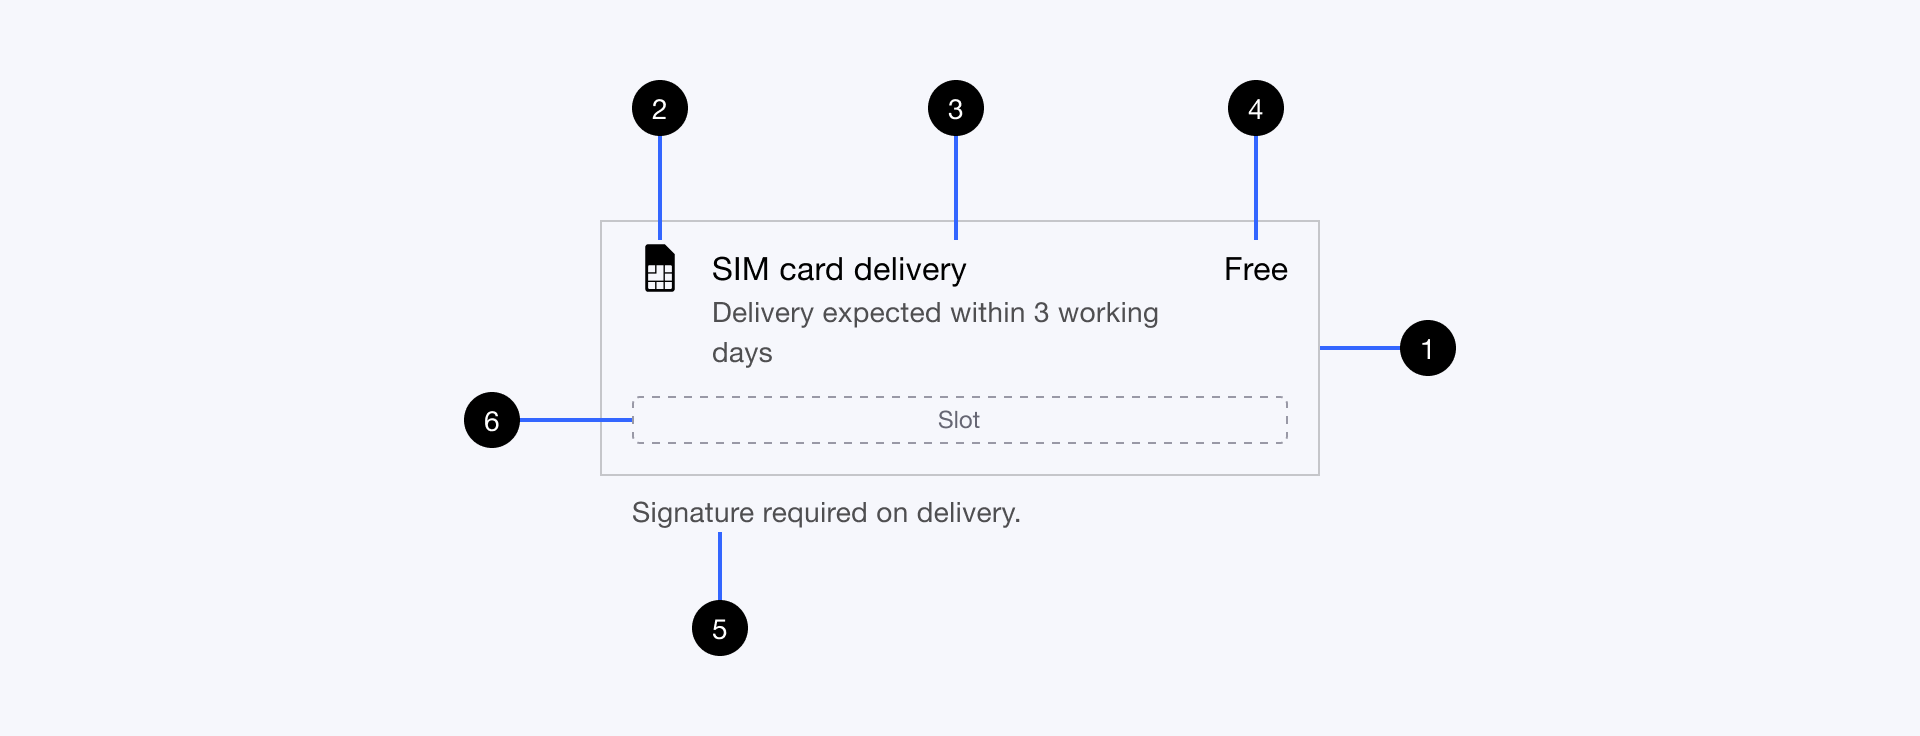 2
3
4
SIM card delivery
Free
Delivery expected within 3 working
days
1
6
Slot
Signature required on delivery.
5